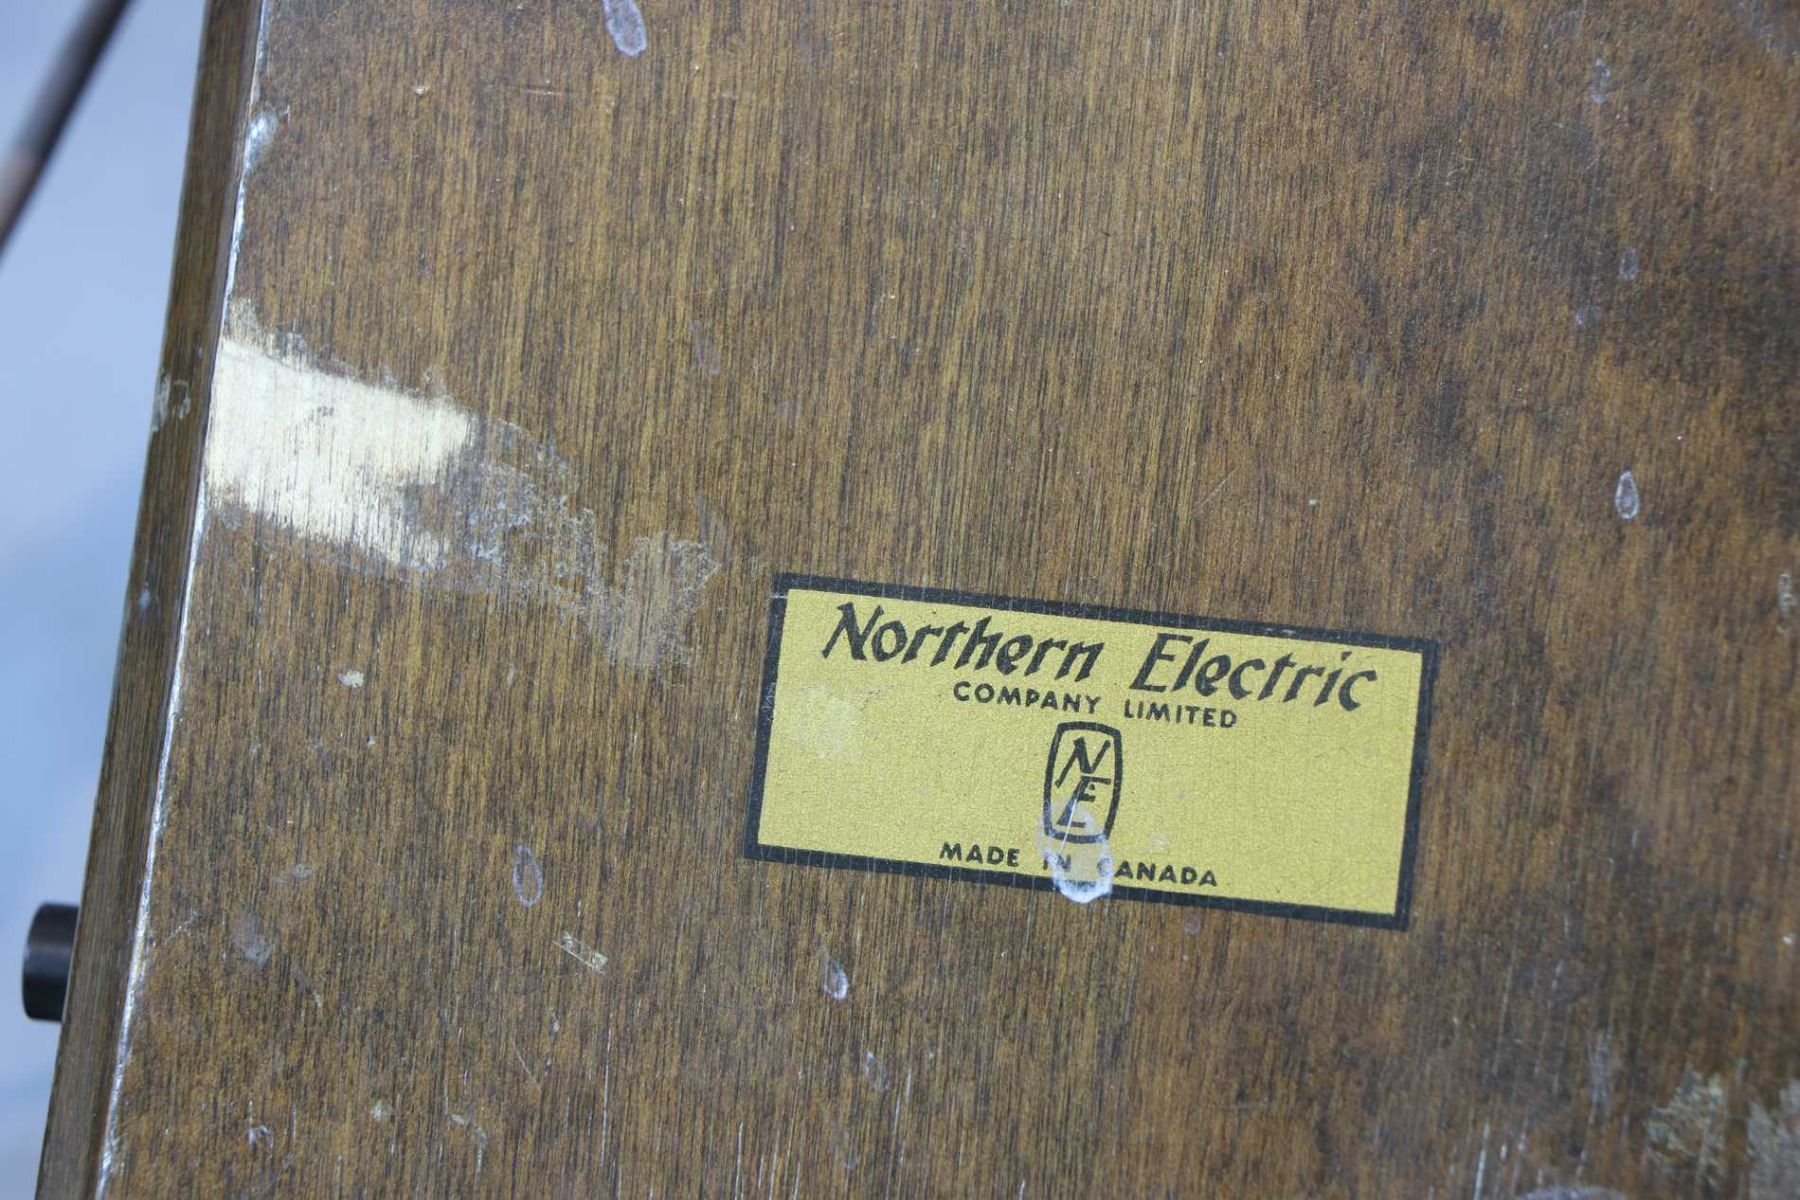 Northern Electric
COMPANY LIMITED
NE
MADE IN CANADA